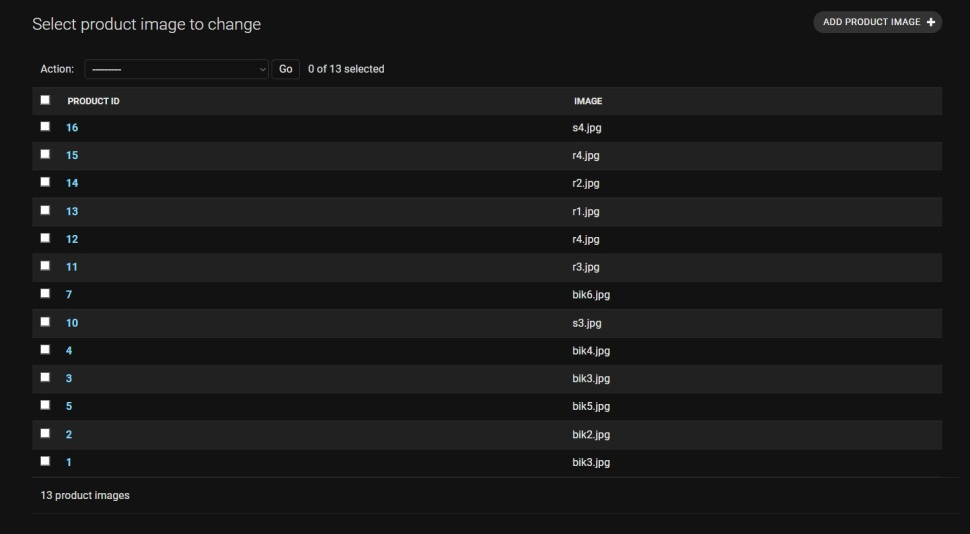 Select product image to change
ADD PRODUCT IMAGE +
Action: --------- Go 0 of 13 selected
PRODUCT ID IMAGE
16 s4.jpg
15 r4.jpg
14 r2.jpg
13 r1.jpg
12 r4.jpg
11 r3.jpg
7 bik6.jpg
10 s3.jpg
4 bik4.jpg
3 bik3.jpg
5 bik5.jpg
2 bik2.jpg
1 bik3.jpg
13 product images